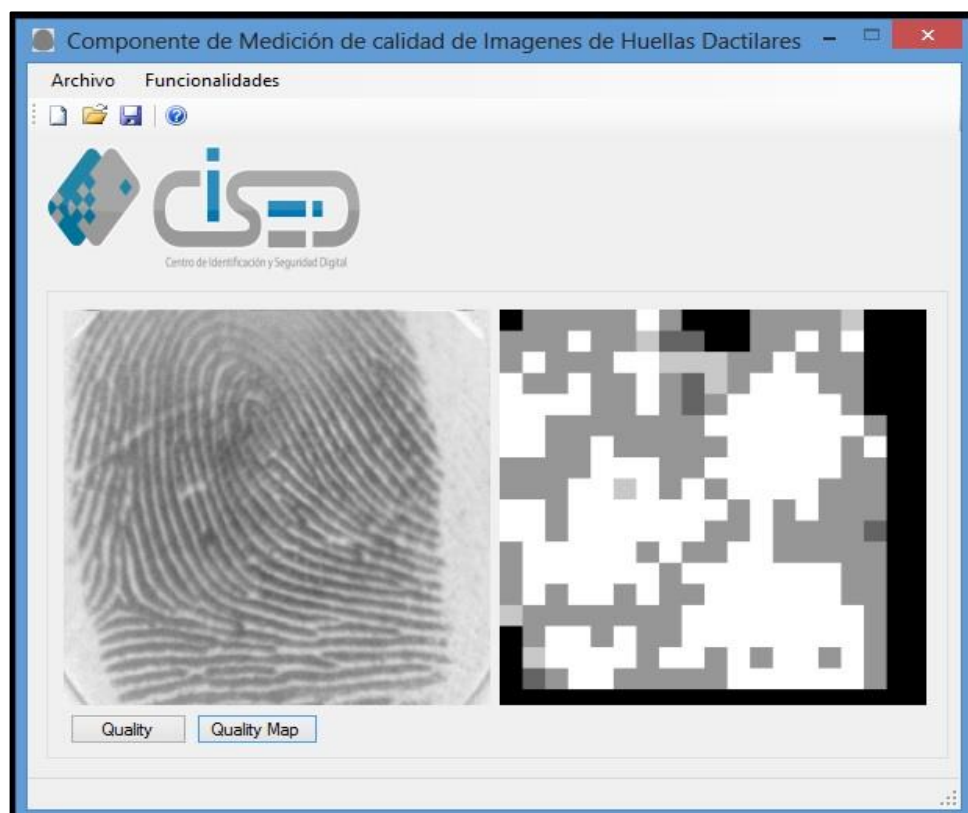 Componente de Medición de calidad de Imagenes de Huellas Dactilares
Archivo Funcionalidades
CISED
Centro de Identificación y Seguridad Digital
Quality Quality Map